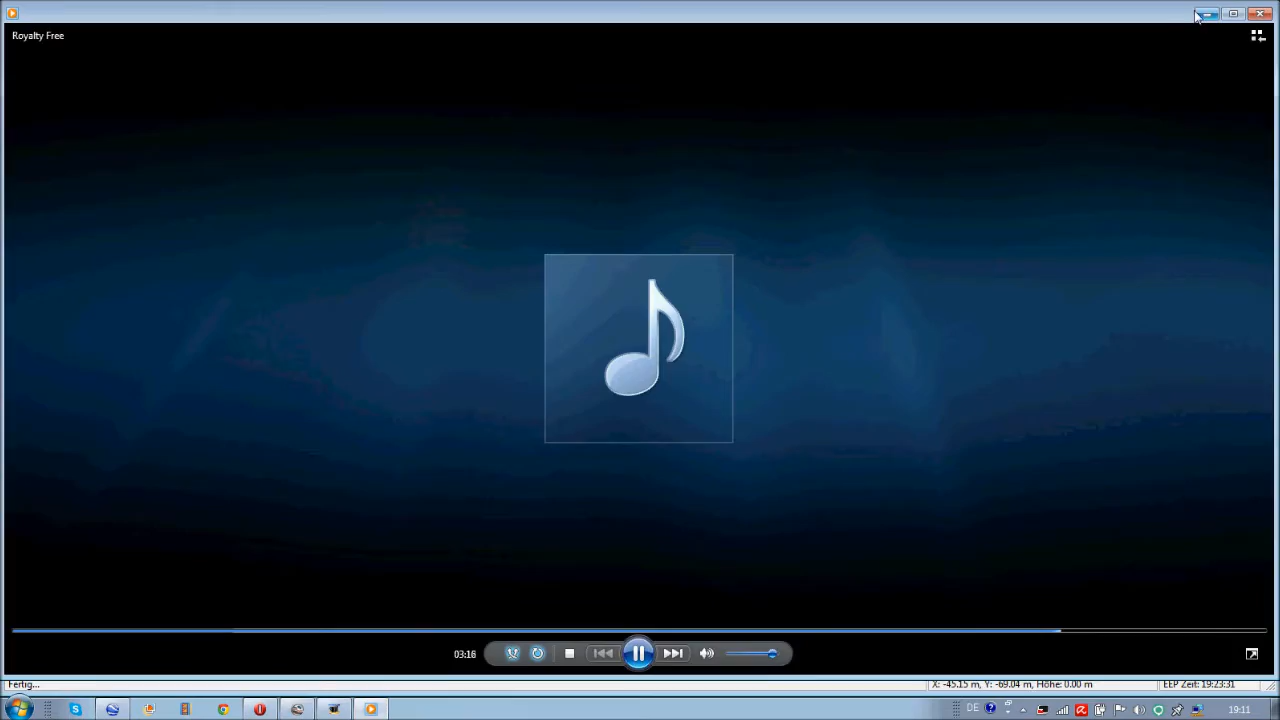 Royalty Free
03:16
Fertig...
X: -45.15 m, Y: -69.04 m, Höhe: 0.00 m
EEP Zeit: 19:23:31
DE
19:11